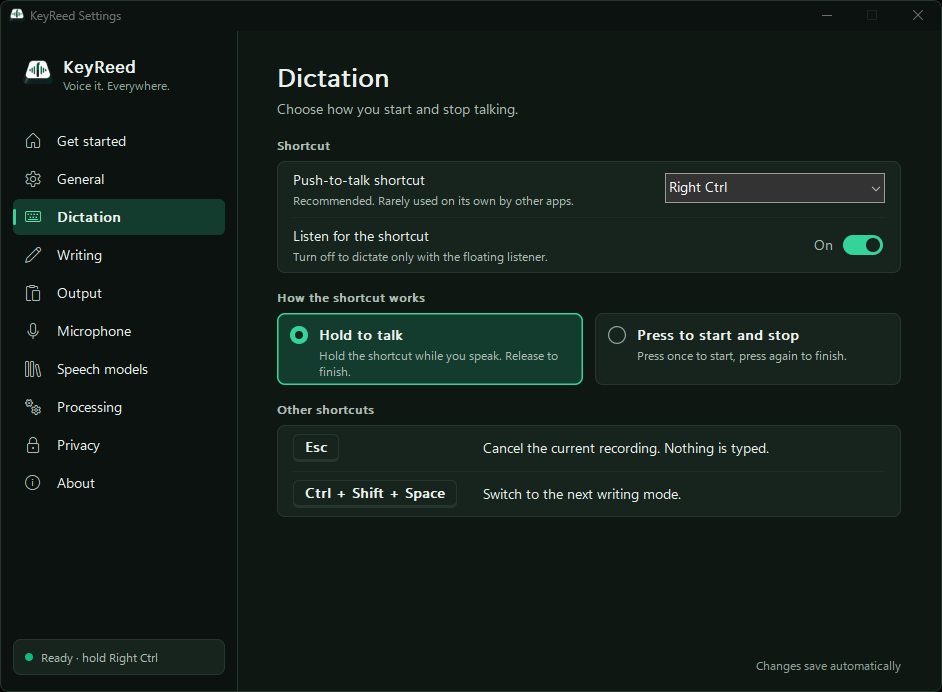 KeyReed Settings
KeyReed
Voice it. Everywhere.
Get started
General
Dictation
Writing
Output
Microphone
Speech models
Processing
Privacy
About
Ready · hold Right Ctrl
Dictation
Choose how you start and stop talking.
Shortcut
Push-to-talk shortcut
Recommended. Rarely used on its own by other apps.
Right Ctrl
Listen for the shortcut
Turn off to dictate only with the floating listener.
On
How the shortcut works
Hold to talk
Hold the shortcut while you speak. Release to
finish.
Press to start and stop
Press once to start, press again to finish.
Other shortcuts
Esc
Cancel the current recording. Nothing is typed.
Ctrl + Shift + Space
Switch to the next writing mode.
Changes save automatically